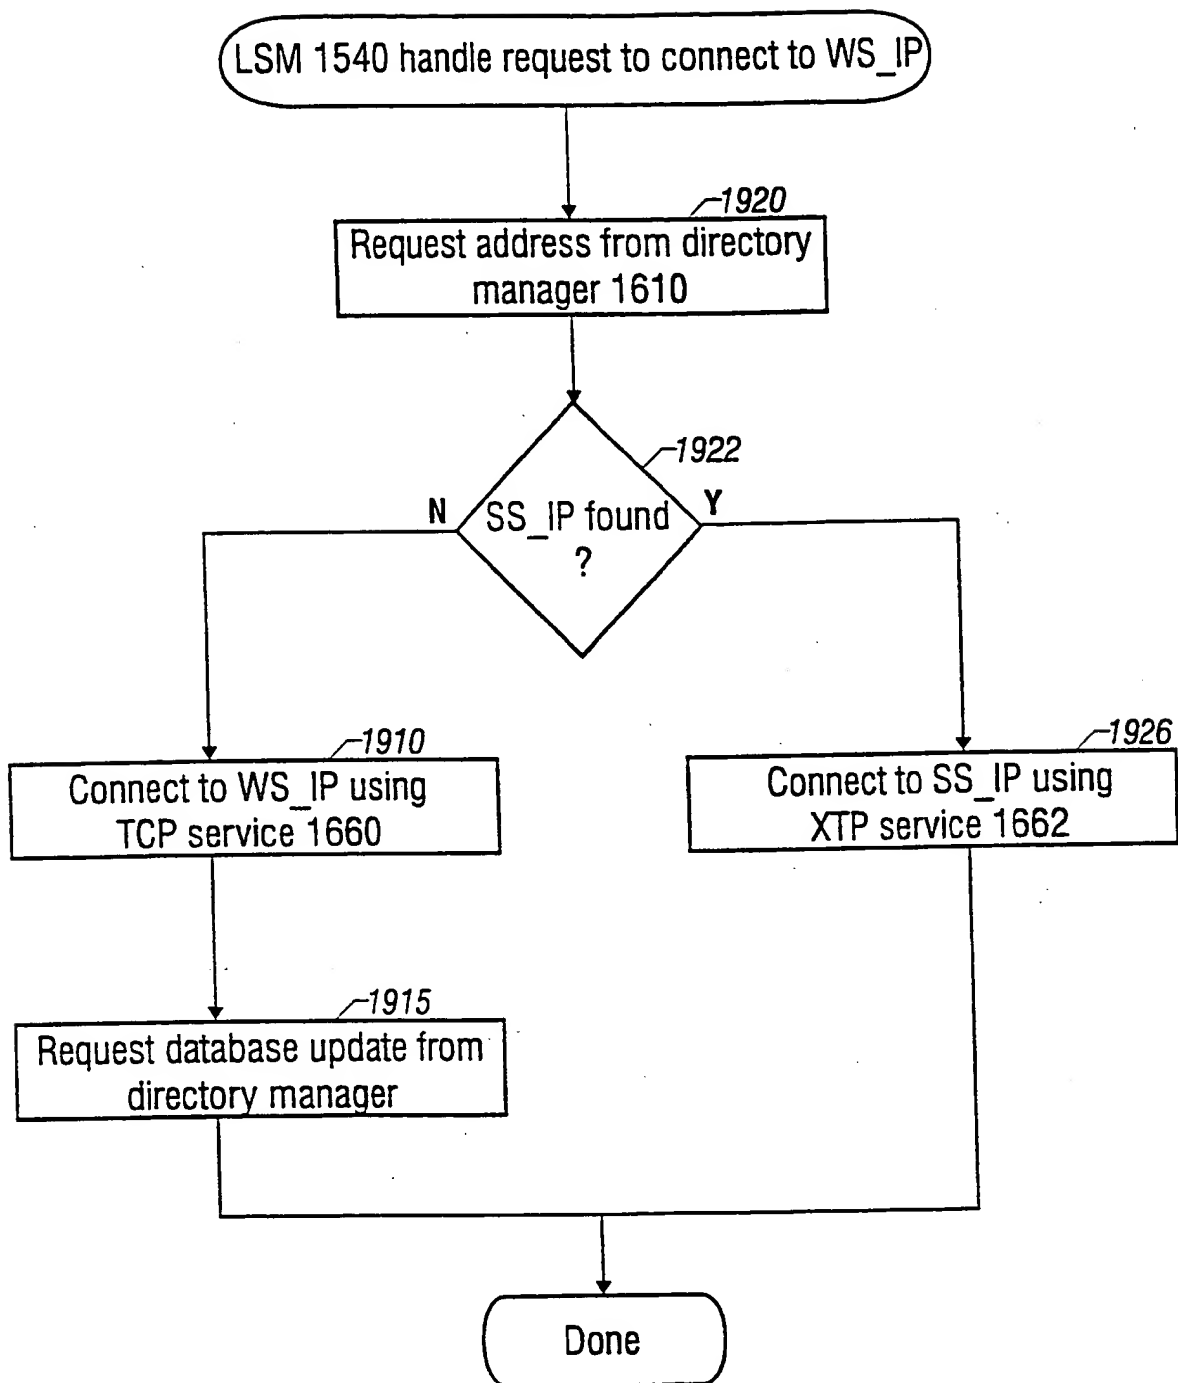 LSM 1540 handle request to connect to WS_IP
1920
Request address from directory
manager 1610
1922
N
SS_IP found
?
Y
1910
Connect to WS_IP using
TCP service 1660
1926
Connect to SS_IP using
XTP service 1662
1915
Request database update from
directory manager
Done